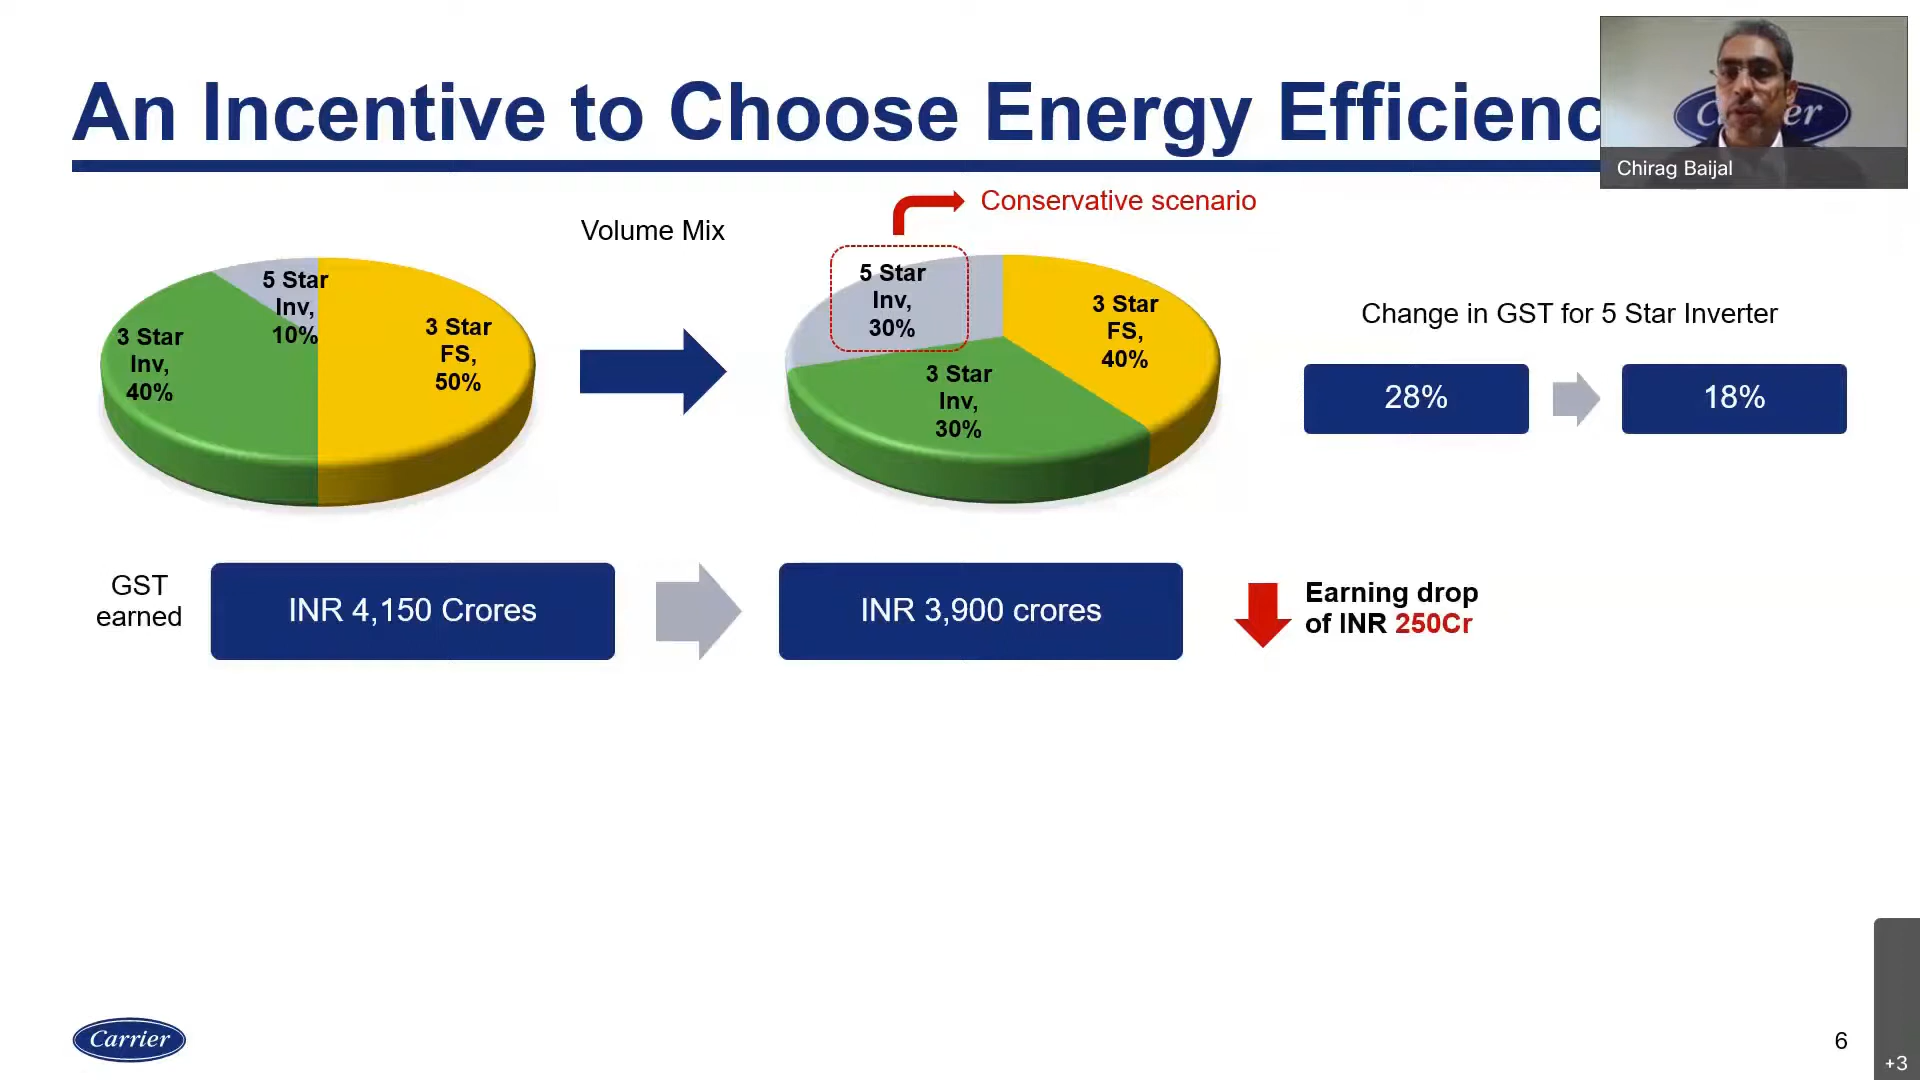 An Incentive to Choose Energy Efficienc
Chirag Baijal
Conservative scenario
Volume Mix
5 Star
Inv,
10%
3 Star
Inv,
40%
3 Star
FS,
50%
5 Star
Inv,
30%
3 Star
FS,
40%
3 Star
Inv,
30%
Change in GST for 5 Star Inverter
28%
18%
GST
earned
INR 4,150 Crores
INR 3,900 crores
Earning drop
of INR 250Cr
Carrier
6
+3